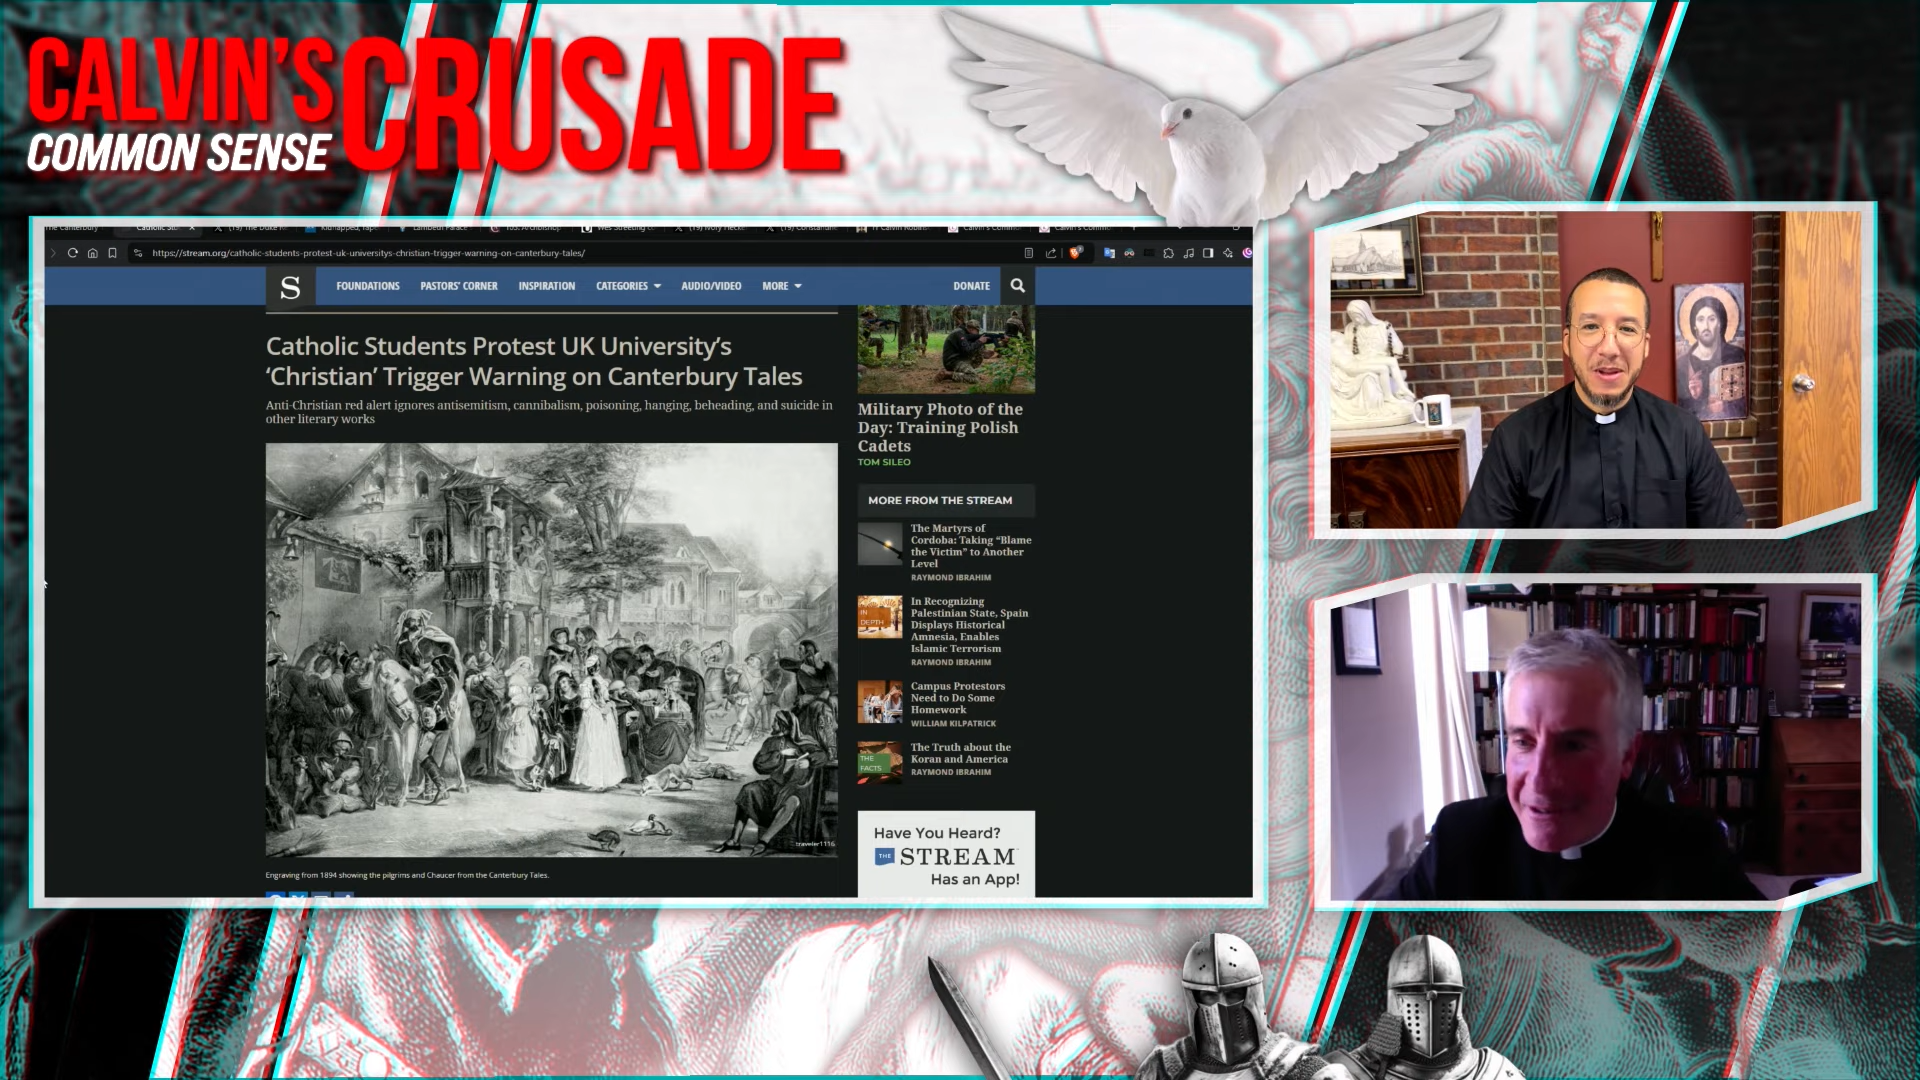 CALVIN'S
COMMON SENSE
CRUSADE
https://stream.org/catholic-students-protest-uk-universitys-christian-trigger-warning-on-canterbury-tales/
S
FOUNDATIONS
PASTORS' CORNER
INSPIRATION
CATEGORIES
AUDIO/VIDEO
MORE
DONATE
Catholic Students Protest UK University's
'Christian' Trigger Warning on Canterbury Tales
Anti-Christian red alert ignores antisemitism, cannibalism, poisoning, hanging, beheading, and suicide in
other literary works
traveler1116
Engraving from 1894 showing the pilgrims and Chaucer from the Canterbury Tales.
Military Photo of the
Day: Training Polish
Cadets
TOM SILEO
MORE FROM THE STREAM
The Martyrs of
Cordoba: Taking "Blame
the Victim" to Another
Level
RAYMOND IBRAHIM
IN
DEPTH
In Recognizing
Palestinian State, Spain
Displays Historical
Amnesia, Enables
Islamic Terrorism
RAYMOND IBRAHIM
Campus Protestors
Need to Do Some
Homework
WILLIAM KILPATRICK
THE
FACTS
The Truth about the
Koran and America
RAYMOND IBRAHIM
Have You Heard?
THE STREAM
Has an App!